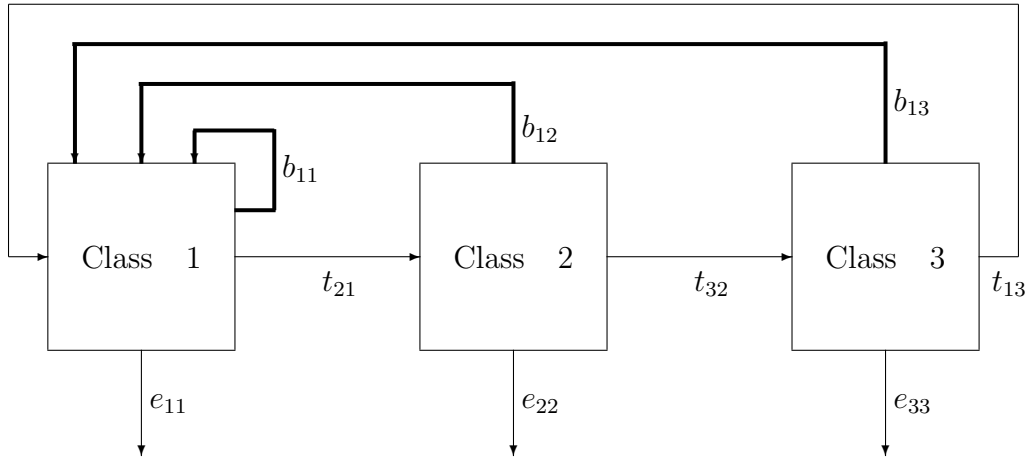 b13
b12
b11
Class 1
Class 2
Class 3
t21
t32
t13
e11
e22
e33